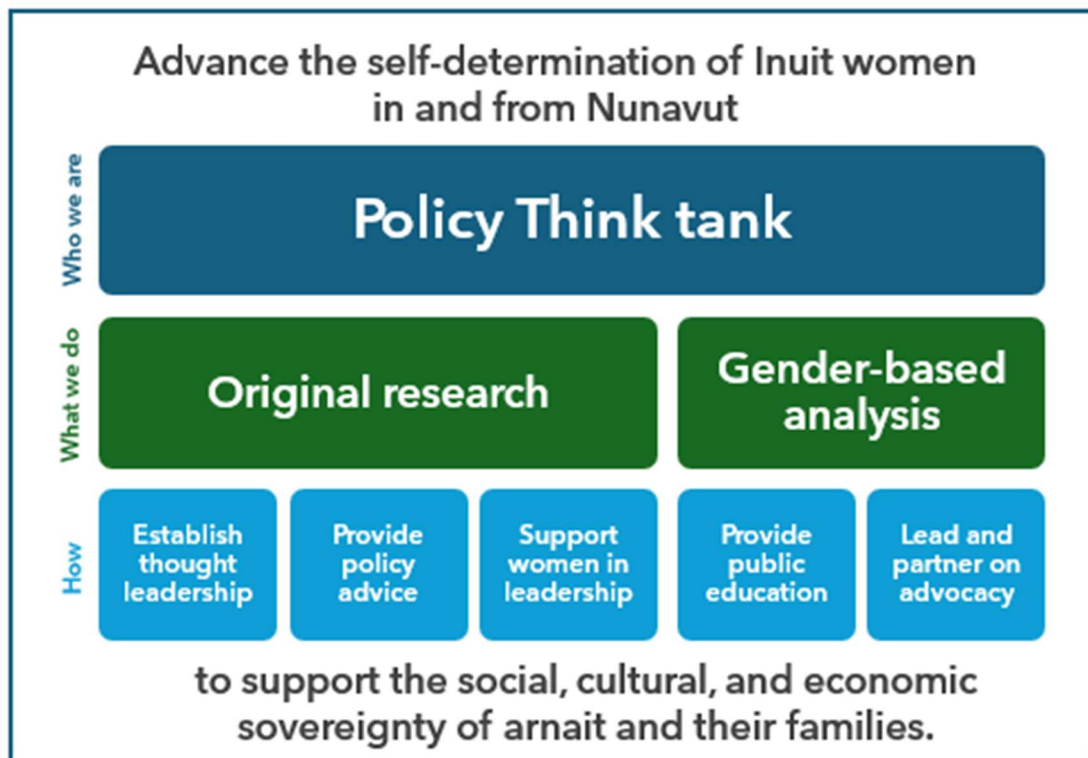 Advance the self-determination of Inuit women
in and from Nunavut
Who we are
Policy Think tank
What we do
Original research
Gender-based
analysis
How
Establish
thought
leadership
Provide
policy
advice
Support
women in
leadership
Provide
public
education
Lead and
partner on
advocacy
to support the social, cultural, and economic
sovereignty of arnait and their families.